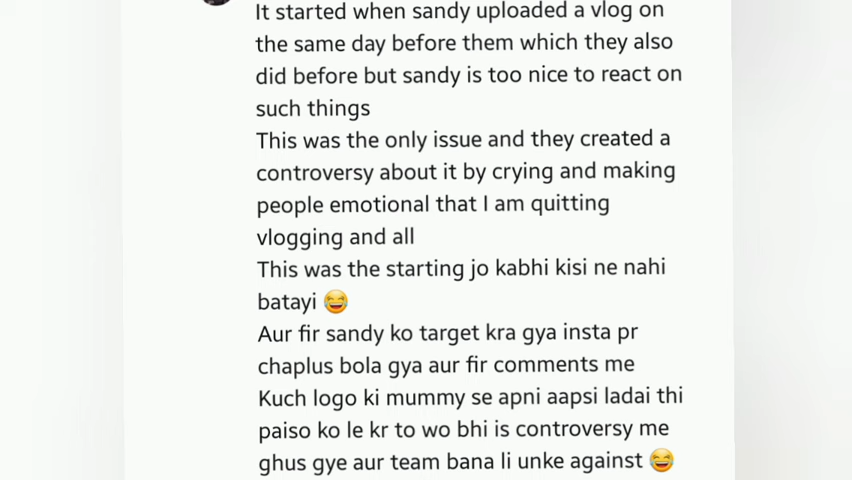 It started when sandy uploaded a vlog on
the same day before them which they also
did before but sandy is too nice to react on
such things
This was the only issue and they created a
controversy about it by crying and making
people emotional that I am quitting
vlogging and all
This was the starting jo kabhi kisi ne nahi
batayi 😂
Aur fir sandy ko target kra gya insta pr
chaplus bola gya aur fir comments me
Kuch logo ki mummy se apni aapsi ladai thi
paiso ko le kr to wo bhi is controversy me
ghus gye aur team bana li unke against 😂